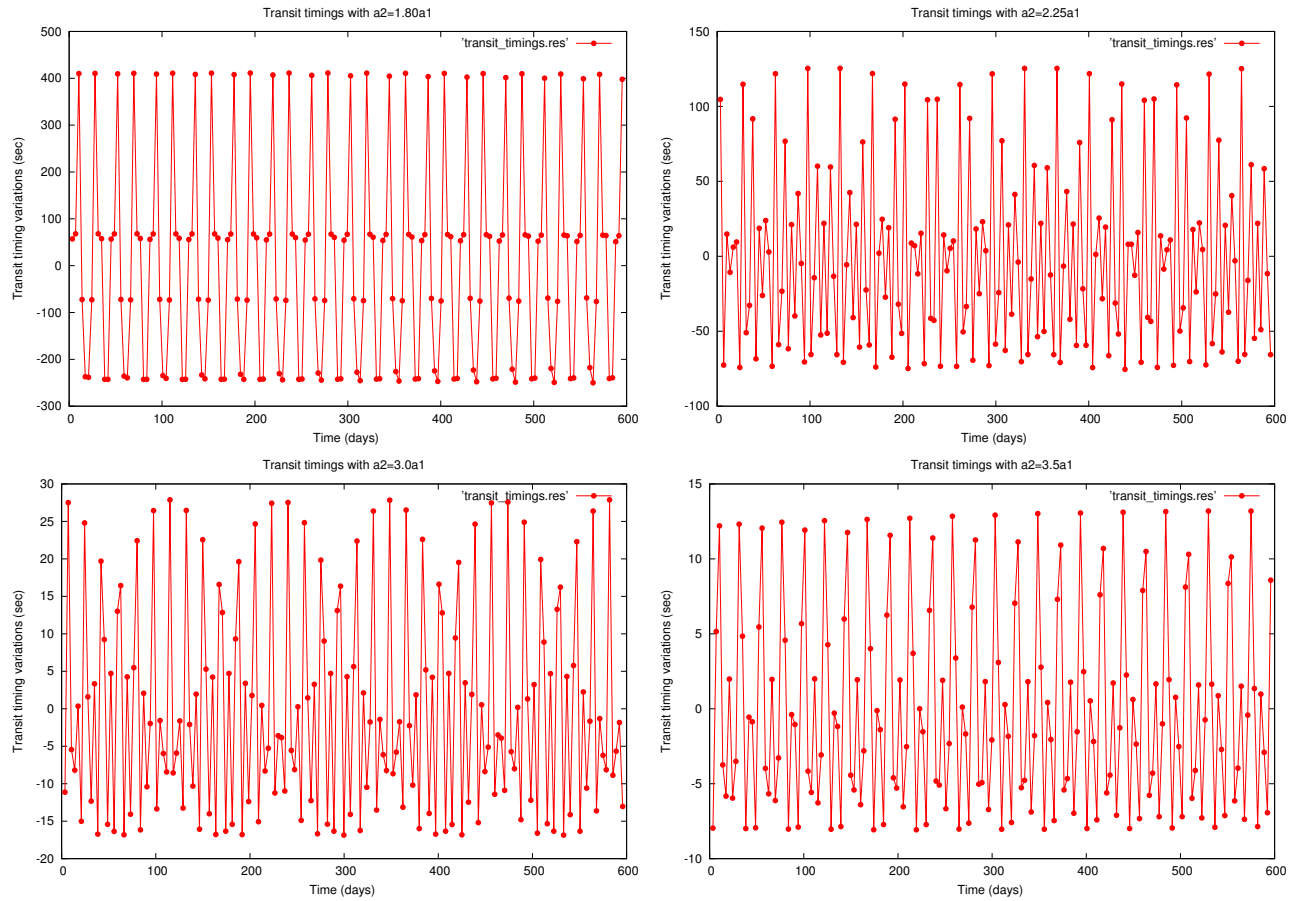 Transit timings with a2=1.80a1
'transit_timings.res'
Transit timing variations (sec)
500
400
300
200
100
0
-100
-200
-300
0 100 200 300 400 500 600
Time (days)
Transit timings with a2=2.25a1
'transit_timings.res'
Transit timing variations (sec)
150
100
50
0
-50
-100
0 100 200 300 400 500 600
Time (days)
Transit timings with a2=3.0a1
'transit_timings.res'
Transit timing variations (sec)
30
25
20
15
10
5
0
-5
-10
-15
-20
0 100 200 300 400 500 600
Time (days)
Transit timings with a2=3.5a1
'transit_timings.res'
Transit timing variations (sec)
15
10
5
0
-5
-10
0 100 200 300 400 500 600
Time (days)